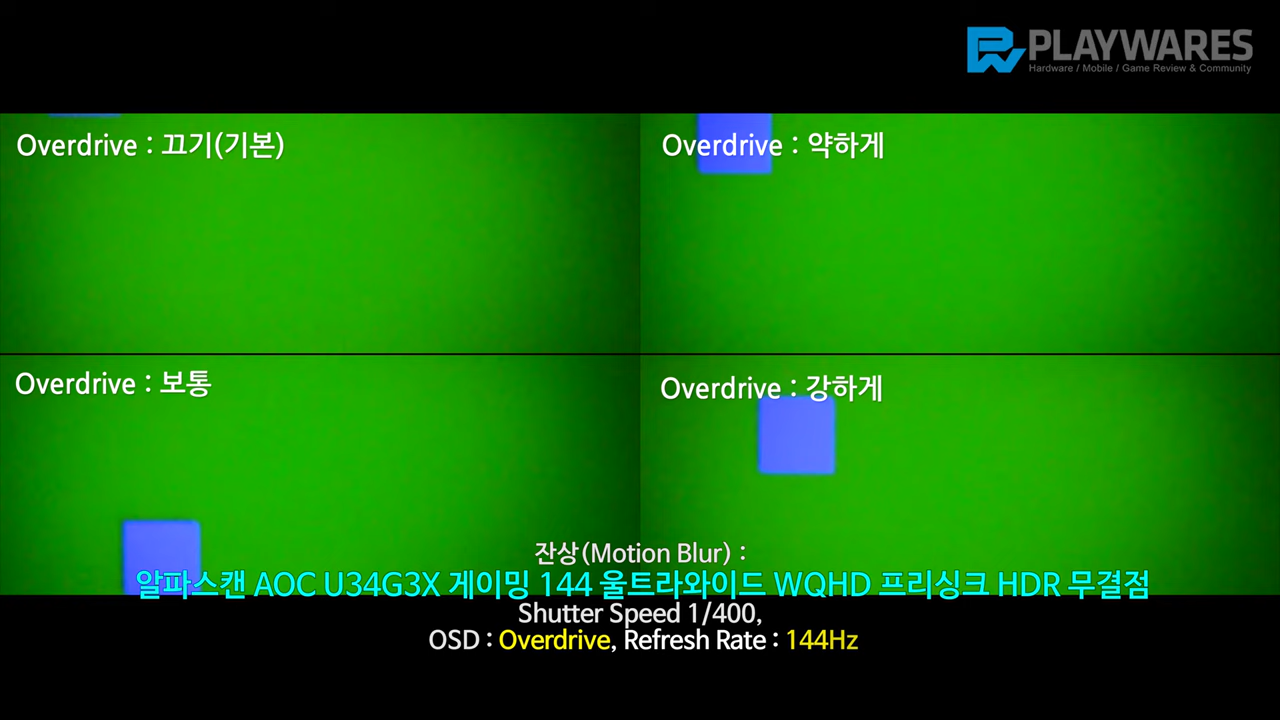 PLAYWARES
Hardware / Mobile / Game Review & Community
Overdrive : 끄기(기본)
Overdrive : 약하게
Overdrive : 보통
Overdrive : 강하게
잔상(Motion Blur) :
알파스캔 AOC U34G3X 게이밍 144 울트라와이드 WQHD 프리싱크 HDR 무결점
Shutter Speed 1/400,
OSD : Overdrive, Refresh Rate : 144Hz